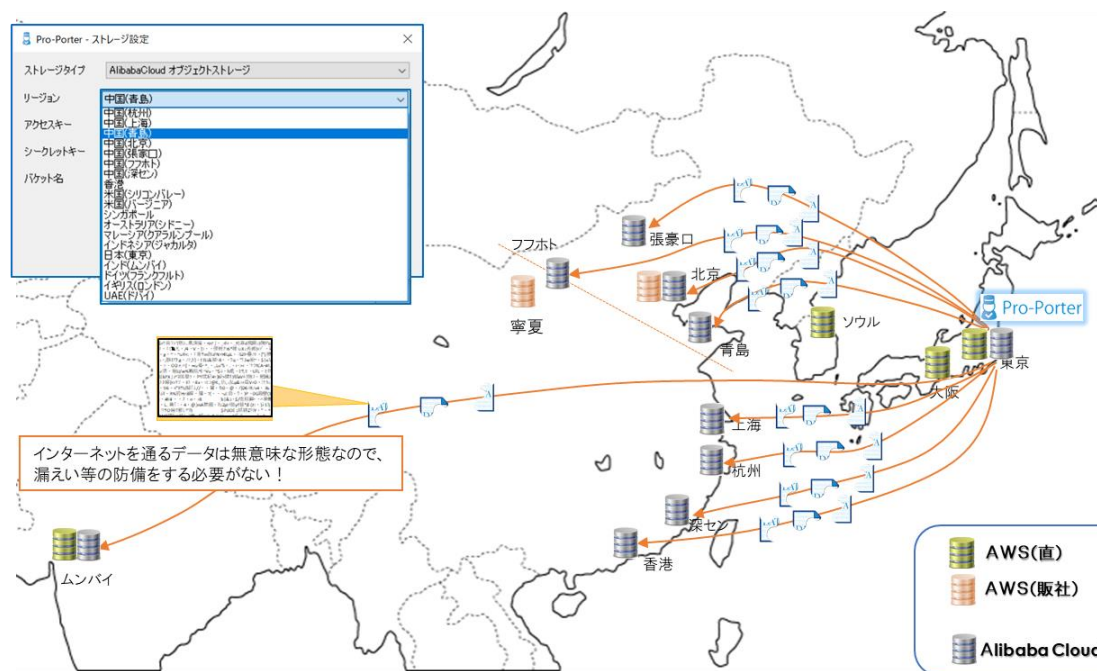 Pro-Porter - ストレージ設定
ストレージタイプ
AlibabaCloud オブジェクトストレージ
リージョン
中国(青島)
アクセスキー
シークレットキー
バケット名
中国(杭州)
中国(上海)
中国(青島)
中国(北京)
中国(張家口)
中国(フフホト)
中国(深セン)
香港
米国(シリコンバレー)
米国(バージニア)
シンガポール
オーストラリア(シドニー)
マレーシア(クアラルンプール)
インドネシア(ジャカルタ)
日本(東京)
インド(ムンバイ)
ドイツ(フランクフルト)
イギリス(ロンドン)
UAE(ドバイ)
張豪口
フフホト
北京
寧夏
青島
ソウル
Pro-Porter
東京
大阪
上海
杭州
深セン
香港
ムンバイ
インターネットを通るデータは無意味な形態なので、
漏えい等の防備をする必要がない！
AWS(直)
AWS(販社)
Alibaba Cloud